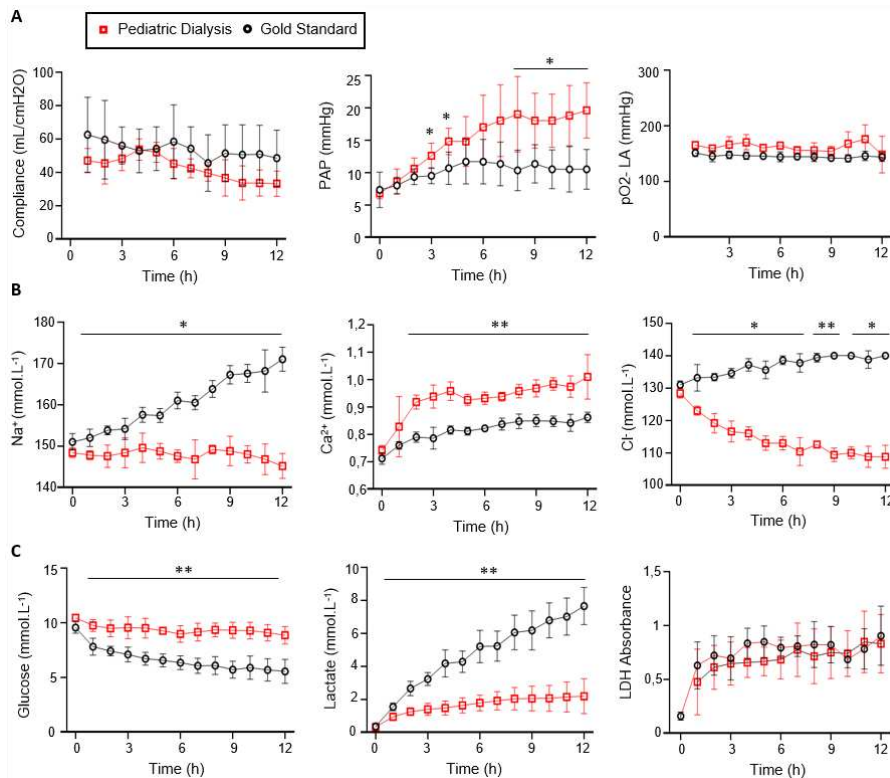 A
Pediatric Dialysis
Gold Standard
Compliance (mL/cmH2O)
100
80
60
40
20
0
0 3 6 9 12
Time (h)
PAP (mmHg)
25
20
15
10
5
0
* * *
0 3 6 9 12
Time (h)
pO2- LA (mmHg)
300
200
100
0
3 6 9 12
Time (h)
B
Na⁺ (mmol.L⁻¹)
180
170
160
150
140
*
0 3 6 9 12
Time (h)
Ca²⁺ (mmol.L⁻¹)
1,2
1,0
0,9
0,8
0,7
0,6
**
0 3 6 9 12
Time (h)
Cl⁻ (mmol.L⁻¹)
150
140
130
120
110
100
* ** *
0 3 6 9 12
Time (h)
C
Glucose (mmol.L⁻¹)
15
10
5
0
**
0 3 6 9 12
Time (h)
Lactate (mmol.L⁻¹)
10
8
6
4
2
0
**
0 3 6 9 12
Time (h)
LDH Absorbance
1,5
1
0,5
0
0 3 6 9 12
Time (h)